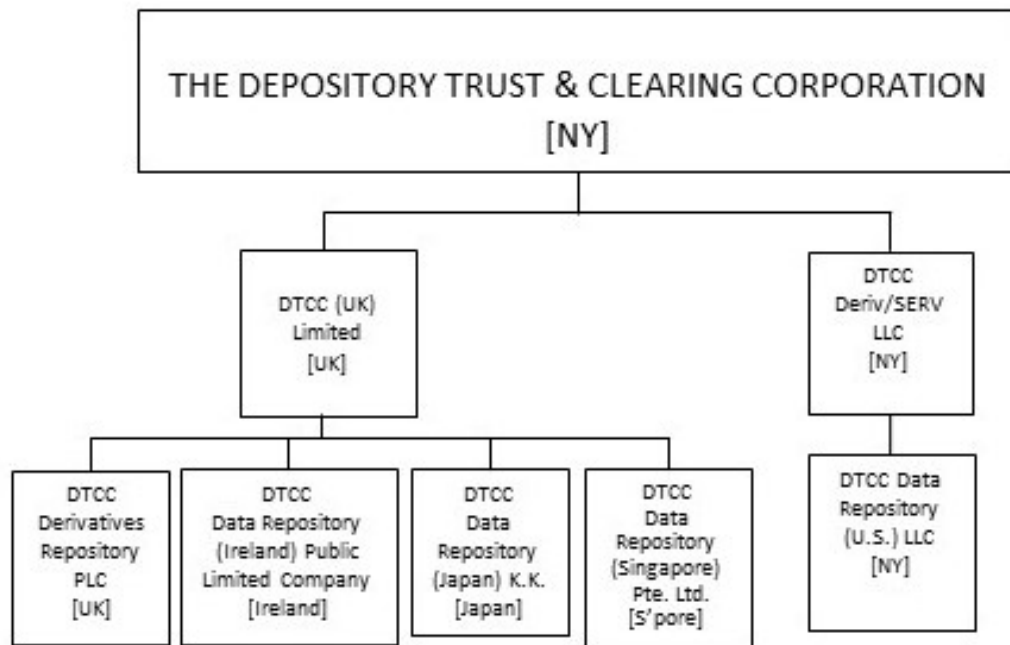 THE DEPOSITORY TRUST & CLEARING CORPORATION
[NY]
DTCC (UK)
Limited
[UK]
DTCC
Deriv/SERV
LLC
[NY]
DTCC
Derivatives
Repository
PLC
[UK]
DTCC
Data Repository
(Ireland) Public
Limited Company
[Ireland]
DTCC
Data
Repository
(Japan) K.K.
[Japan]
DTCC
Data
Repository
(Singapore)
Pte. Ltd.
[S'pore]
DTCC Data
Repository
(U.S.) LLC
[NY]